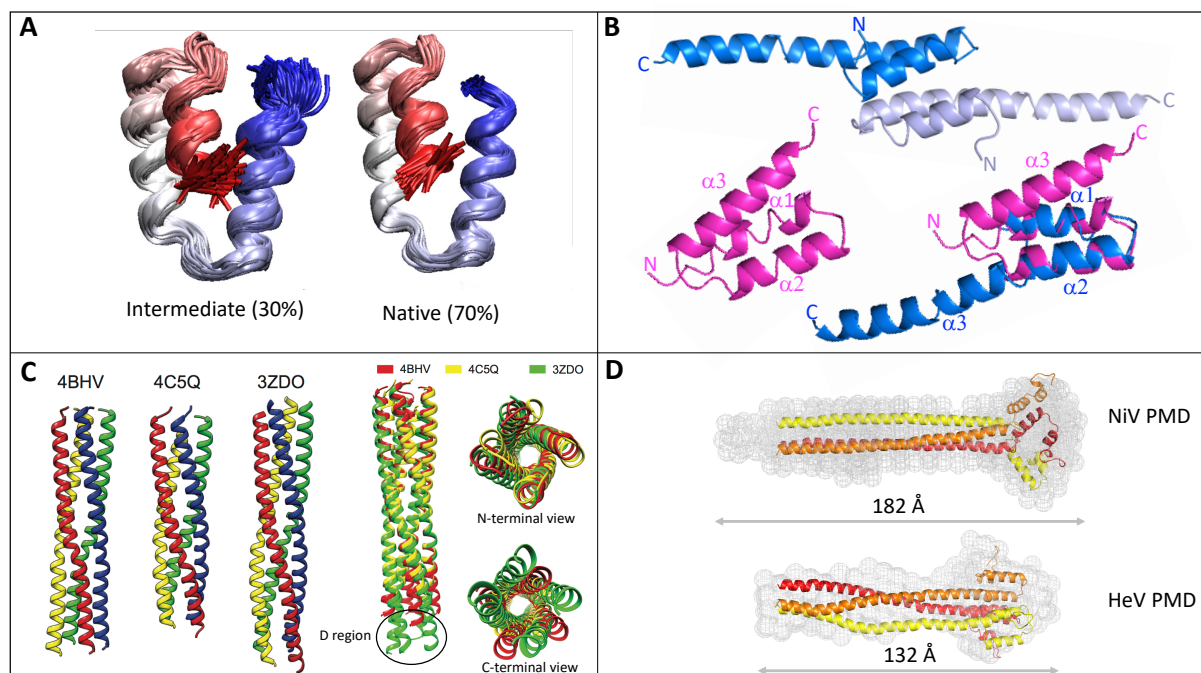 A
Intermediate (30%)
Native (70%)
B
N
C
C
N
C
α3
α1
N
α2
C
α3
α1
N
α2
α3
C
C
4BHV
4C5Q
3ZDO
4BHV
4C5Q
3ZDO
N-terminal view
D region
C-terminal view
D
NiV PMD
182 Å
HeV PMD
132 Å